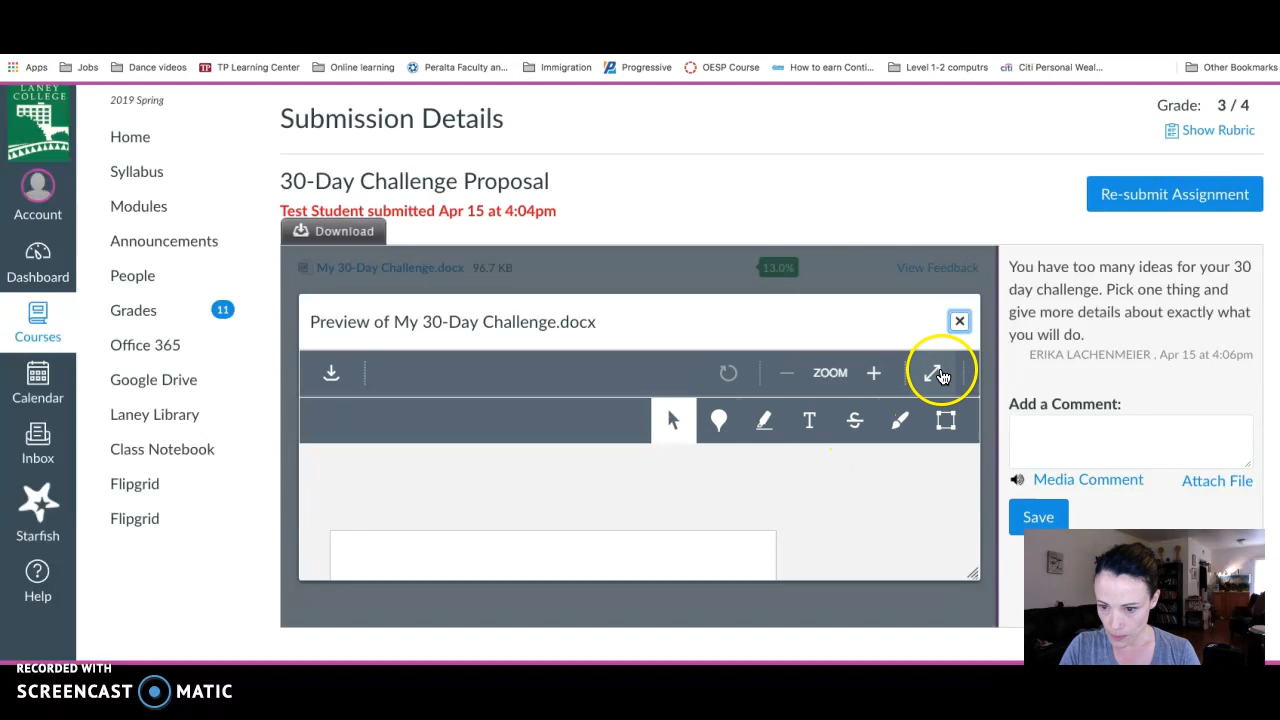 Apps Jobs Dance videos TP TP Learning Center Online learning Peralta Faculty an... Immigration Progressive OESP Course How to earn Conti... Level 1-2 computrs citi Citi Personal Weal... Other Bookmarks
LANEY
COLLEGE
Account
Dashboard
Courses
Calendar
Inbox
Starfish
? Help
2019 Spring
Home
Syllabus
Modules
Announcements
People
Grades 11
Office 365
Google Drive
Laney Library
Class Notebook
Flipgrid
Flipgrid
Submission Details
Grade: 3 / 4
Show Rubric
30-Day Challenge Proposal
Re-submit Assignment
Test Student submitted Apr 15 at 4:04pm
Download
My 30-Day Challenge.docx 96.7 KB 13.0% View Feedback
Preview of My 30-Day Challenge.docx
ZOOM
T S
You have too many ideas for your 30
day challenge. Pick one thing and
give more details about exactly what
you will do.
ERIKA LACHENMEIER , Apr 15 at 4:06pm
Add a Comment:
Media Comment Attach File
Save
RECORDED WITH
SCREENCAST MATIC